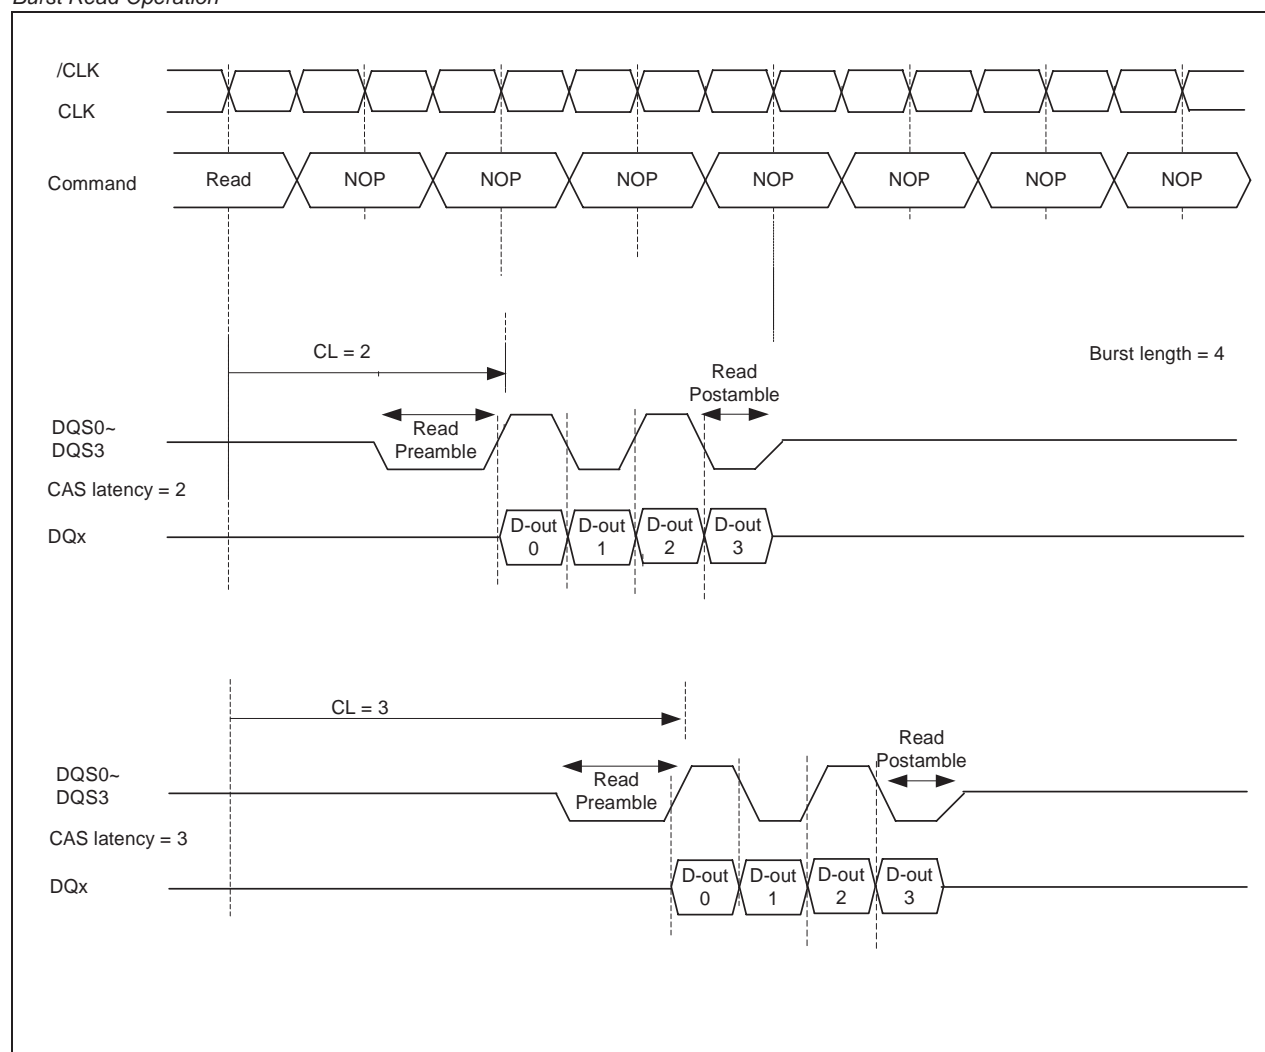 Burst Read Operation
/CLK
CLK
Command Read NOP NOP NOP NOP NOP NOP NOP
CL = 2
Burst length = 4
Read
Postamble
DQS0~
DQS3
Read
Preamble
CAS latency = 2
DQx
D-out D-out D-out D-out
0 1 2 3
CL = 3
Read
Postamble
DQS0~
DQS3
Read
Preamble
CAS latency = 3
DQx
D-out D-out D-out D-out
0 1 2 3